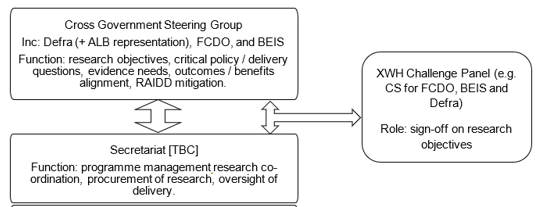 Cross Government Steering Group
Inc: Defra (+ ALB representation), FCDO, and BEIS
Function: research objectives, critical policy / delivery
questions, evidence needs, outcomes / benefits
alignment, RAIDD mitigation.
XWH Challenge Panel (e.g.
CS for FCDO, BEIS and
Defra)
Role: sign-off on research
objectives
Secretariat [TBC]
Function: programme management research co-
ordination, procurement of research, oversight of
delivery.